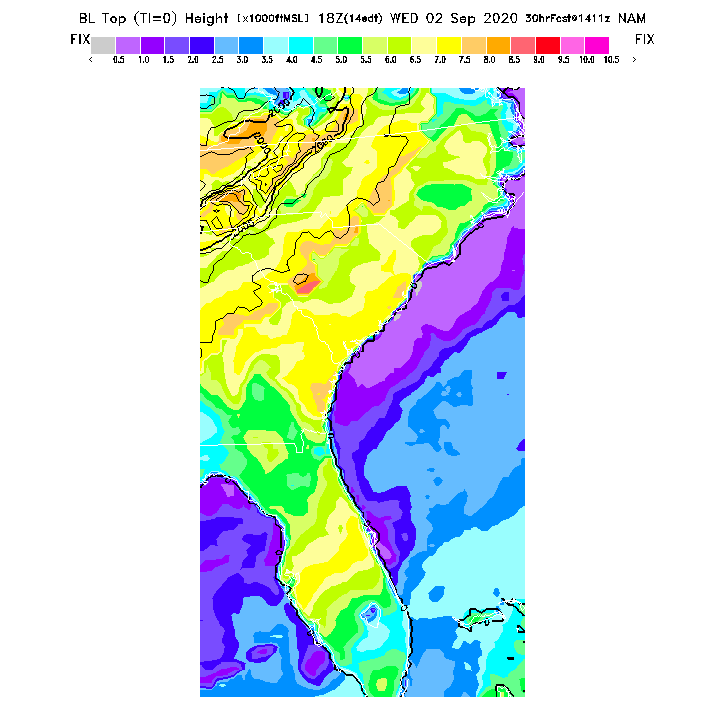 BL Top (TI=0) Height [x1000ftMSL] 18Z(14edt) WED 02 Sep 2020 30hrFcst@1411z NAM
FIX FIX
< 0.5 1.0 1.5 2.0 2.5 3.0 3.5 4.0 4.5 5.0 5.5 6.0 6.5 7.0 7.5 8.0 8.5 9.0 9.5 10.0 10.5 >
2000
2000
2000